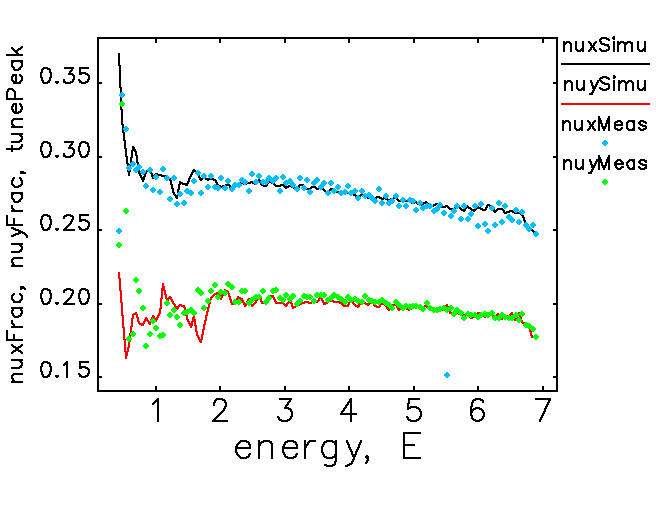 nuxFrac, nuyFrac, tunePeak
0.35
0.30
0.25
0.20
0.15
1 2 3 4 5 6 7
energy, E
nuxSimu
nuySimu
nuxMeas
nuyMeas